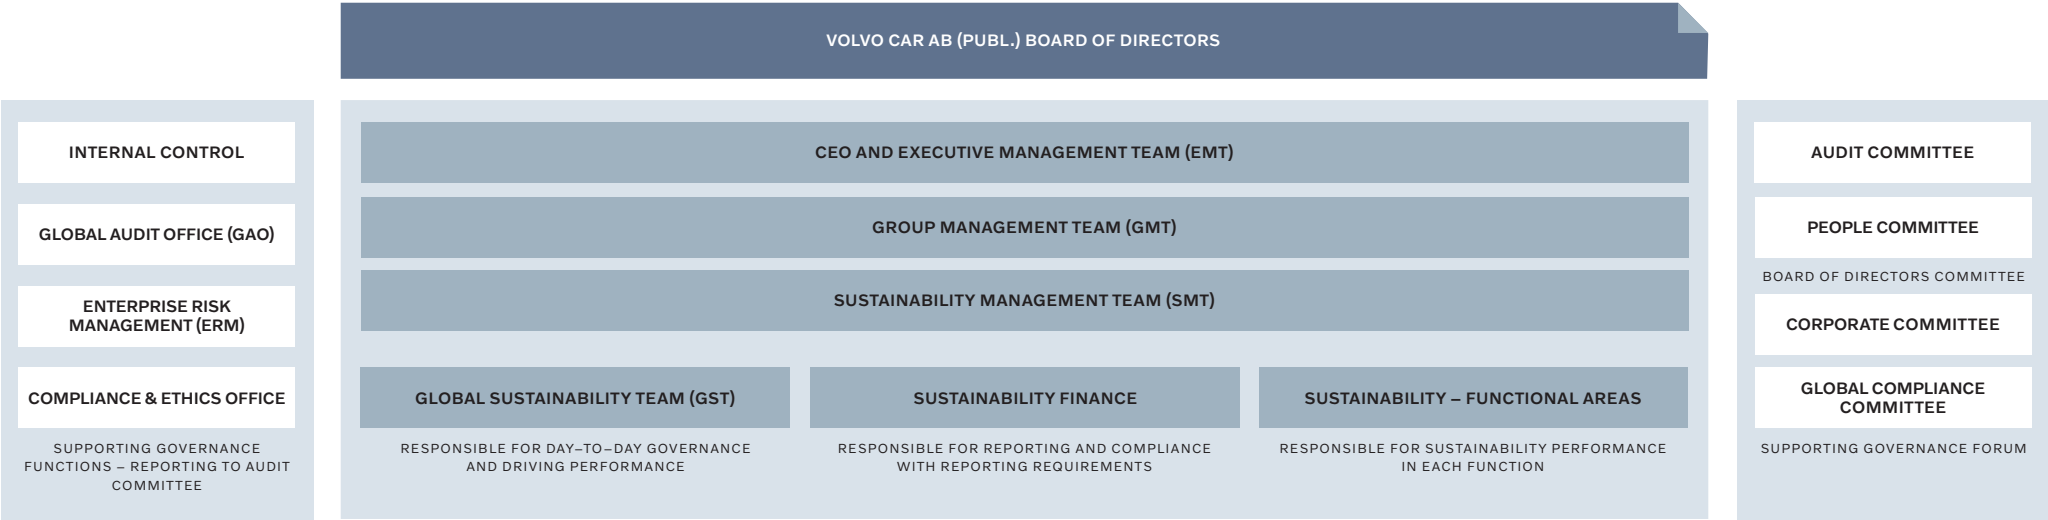 VOLVO CAR AB (PUBL.) BOARD OF DIRECTORS
INTERNAL CONTROL
GLOBAL AUDIT OFFICE (GAO)
ENTERPRISE RISK
MANAGEMENT (ERM)
COMPLIANCE & ETHICS OFFICE
SUPPORTING GOVERNANCE
FUNCTIONS – REPORTING TO AUDIT
COMMITTEE
CEO AND EXECUTIVE MANAGEMENT TEAM (EMT)
GROUP MANAGEMENT TEAM (GMT)
SUSTAINABILITY MANAGEMENT TEAM (SMT)
GLOBAL SUSTAINABILITY TEAM (GST)
RESPONSIBLE FOR DAY–TO–DAY GOVERNANCE
AND DRIVING PERFORMANCE
SUSTAINABILITY FINANCE
RESPONSIBLE FOR REPORTING AND COMPLIANCE
WITH REPORTING REQUIREMENTS
SUSTAINABILITY – FUNCTIONAL AREAS
RESPONSIBLE FOR SUSTAINABILITY PERFORMANCE
IN EACH FUNCTION
AUDIT COMMITTEE
PEOPLE COMMITTEE
BOARD OF DIRECTORS COMMITTEE
CORPORATE COMMITTEE
GLOBAL COMPLIANCE
COMMITTEE
SUPPORTING GOVERNANCE FORUM